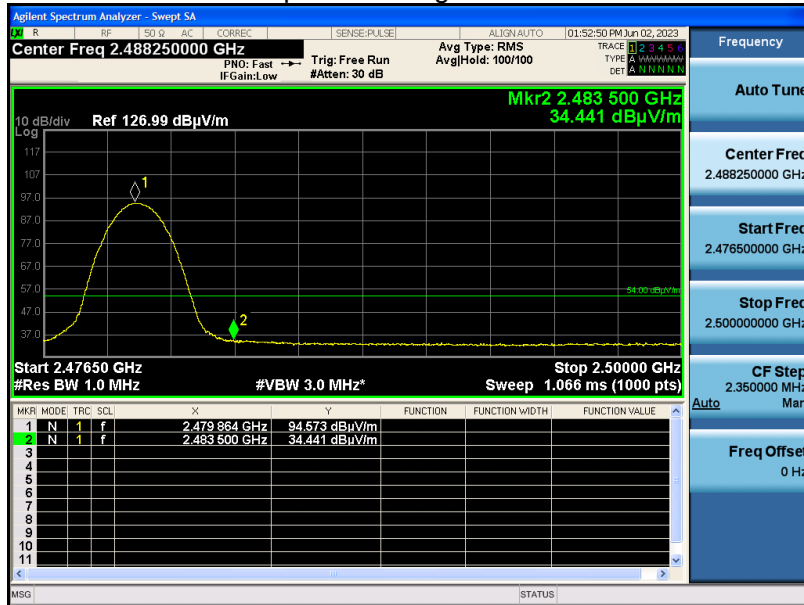 Agilent Spectrum Analyzer - Swept SA
LXI R RF 50 Ω AC CORREC SENSE:PULSE ALIGNAUTO 01:52:50 PM Jun 02, 2023
Center Freq 2.488250000 GHz
PNO: Fast
IFGain:Low
Trig: Free Run
#Atten: 30 dB
Avg Type: RMS
Avg|Hold: 100/100
TRACE 1 2 3 4 5 6
TYPE A WWWWW
DET A N N N N N
Frequency
Mkr2 2.483 500 GHz
34.441 dBµV/m
10 dB/div Ref 126.99 dBµV/m
Log
117
107
97.0
87.0
77.0
67.0
57.0
47.0
37.0
1
2
54.00 dBµV/m
Start 2.47650 GHz Stop 2.50000 GHz
#Res BW 1.0 MHz #VBW 3.0 MHz* Sweep 1.066 ms (1000 pts)
MKR MODE TRC SCL X Y FUNCTION FUNCTION WIDTH FUNCTION VALUE
1 N 1 f 2.479 864 GHz 94.573 dBµV/m
2 N 1 f 2.483 500 GHz 34.441 dBµV/m
3
4
5
6
7
8
9
10
11
MSG STATUS
Auto Tune
Center Freq
2.488250000 GHz
Start Freq
2.476500000 GHz
Stop Freq
2.500000000 GHz
CF Step
2.350000 MHz
Auto Man
Freq Offset
0 Hz